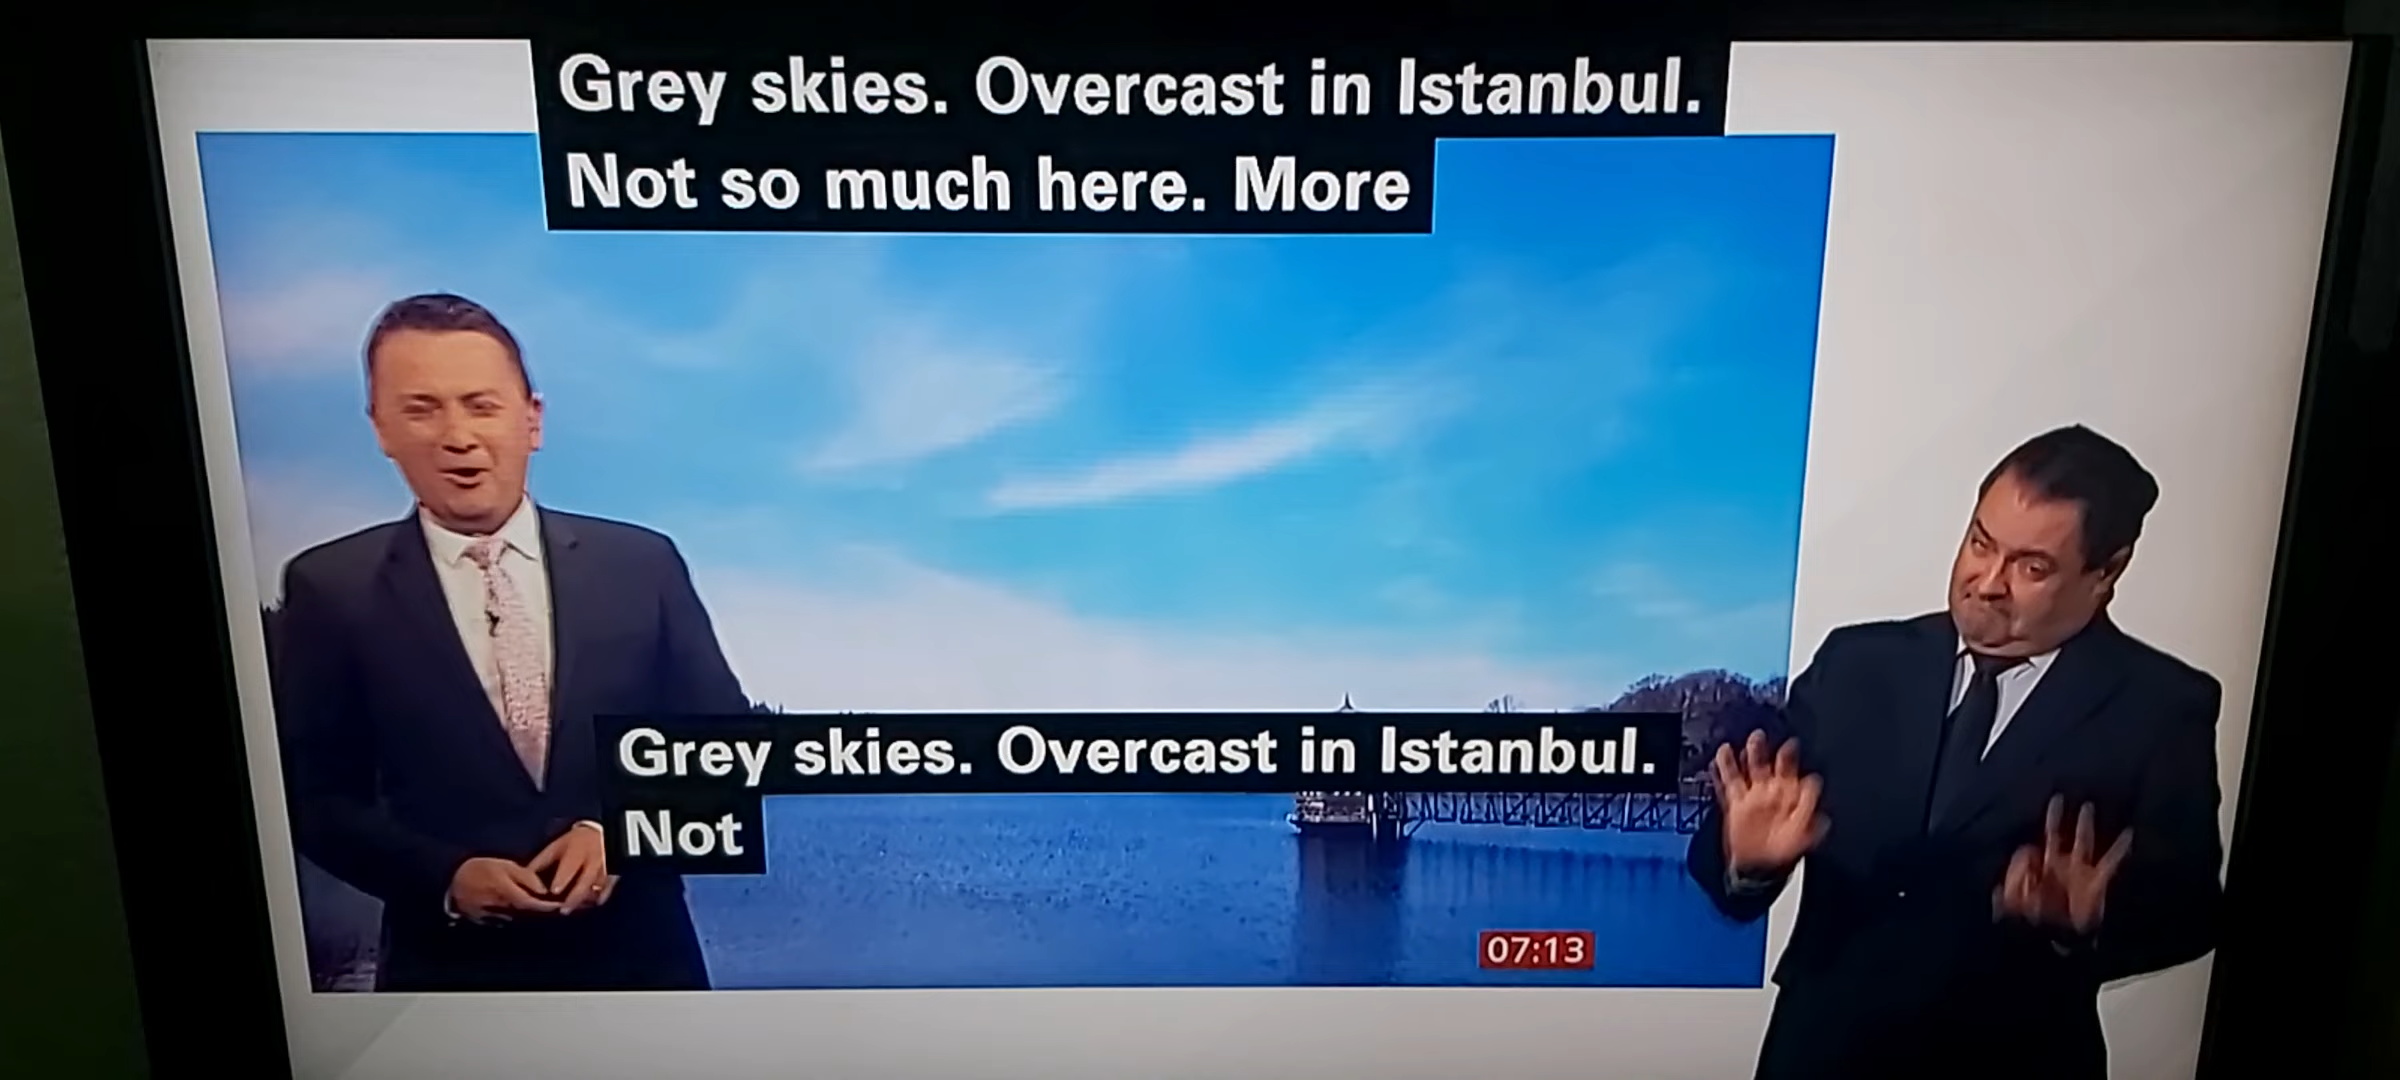 Grey skies. Overcast in Istanbul.
Not so much here. More
Grey skies. Overcast in Istanbul.
Not
07:13